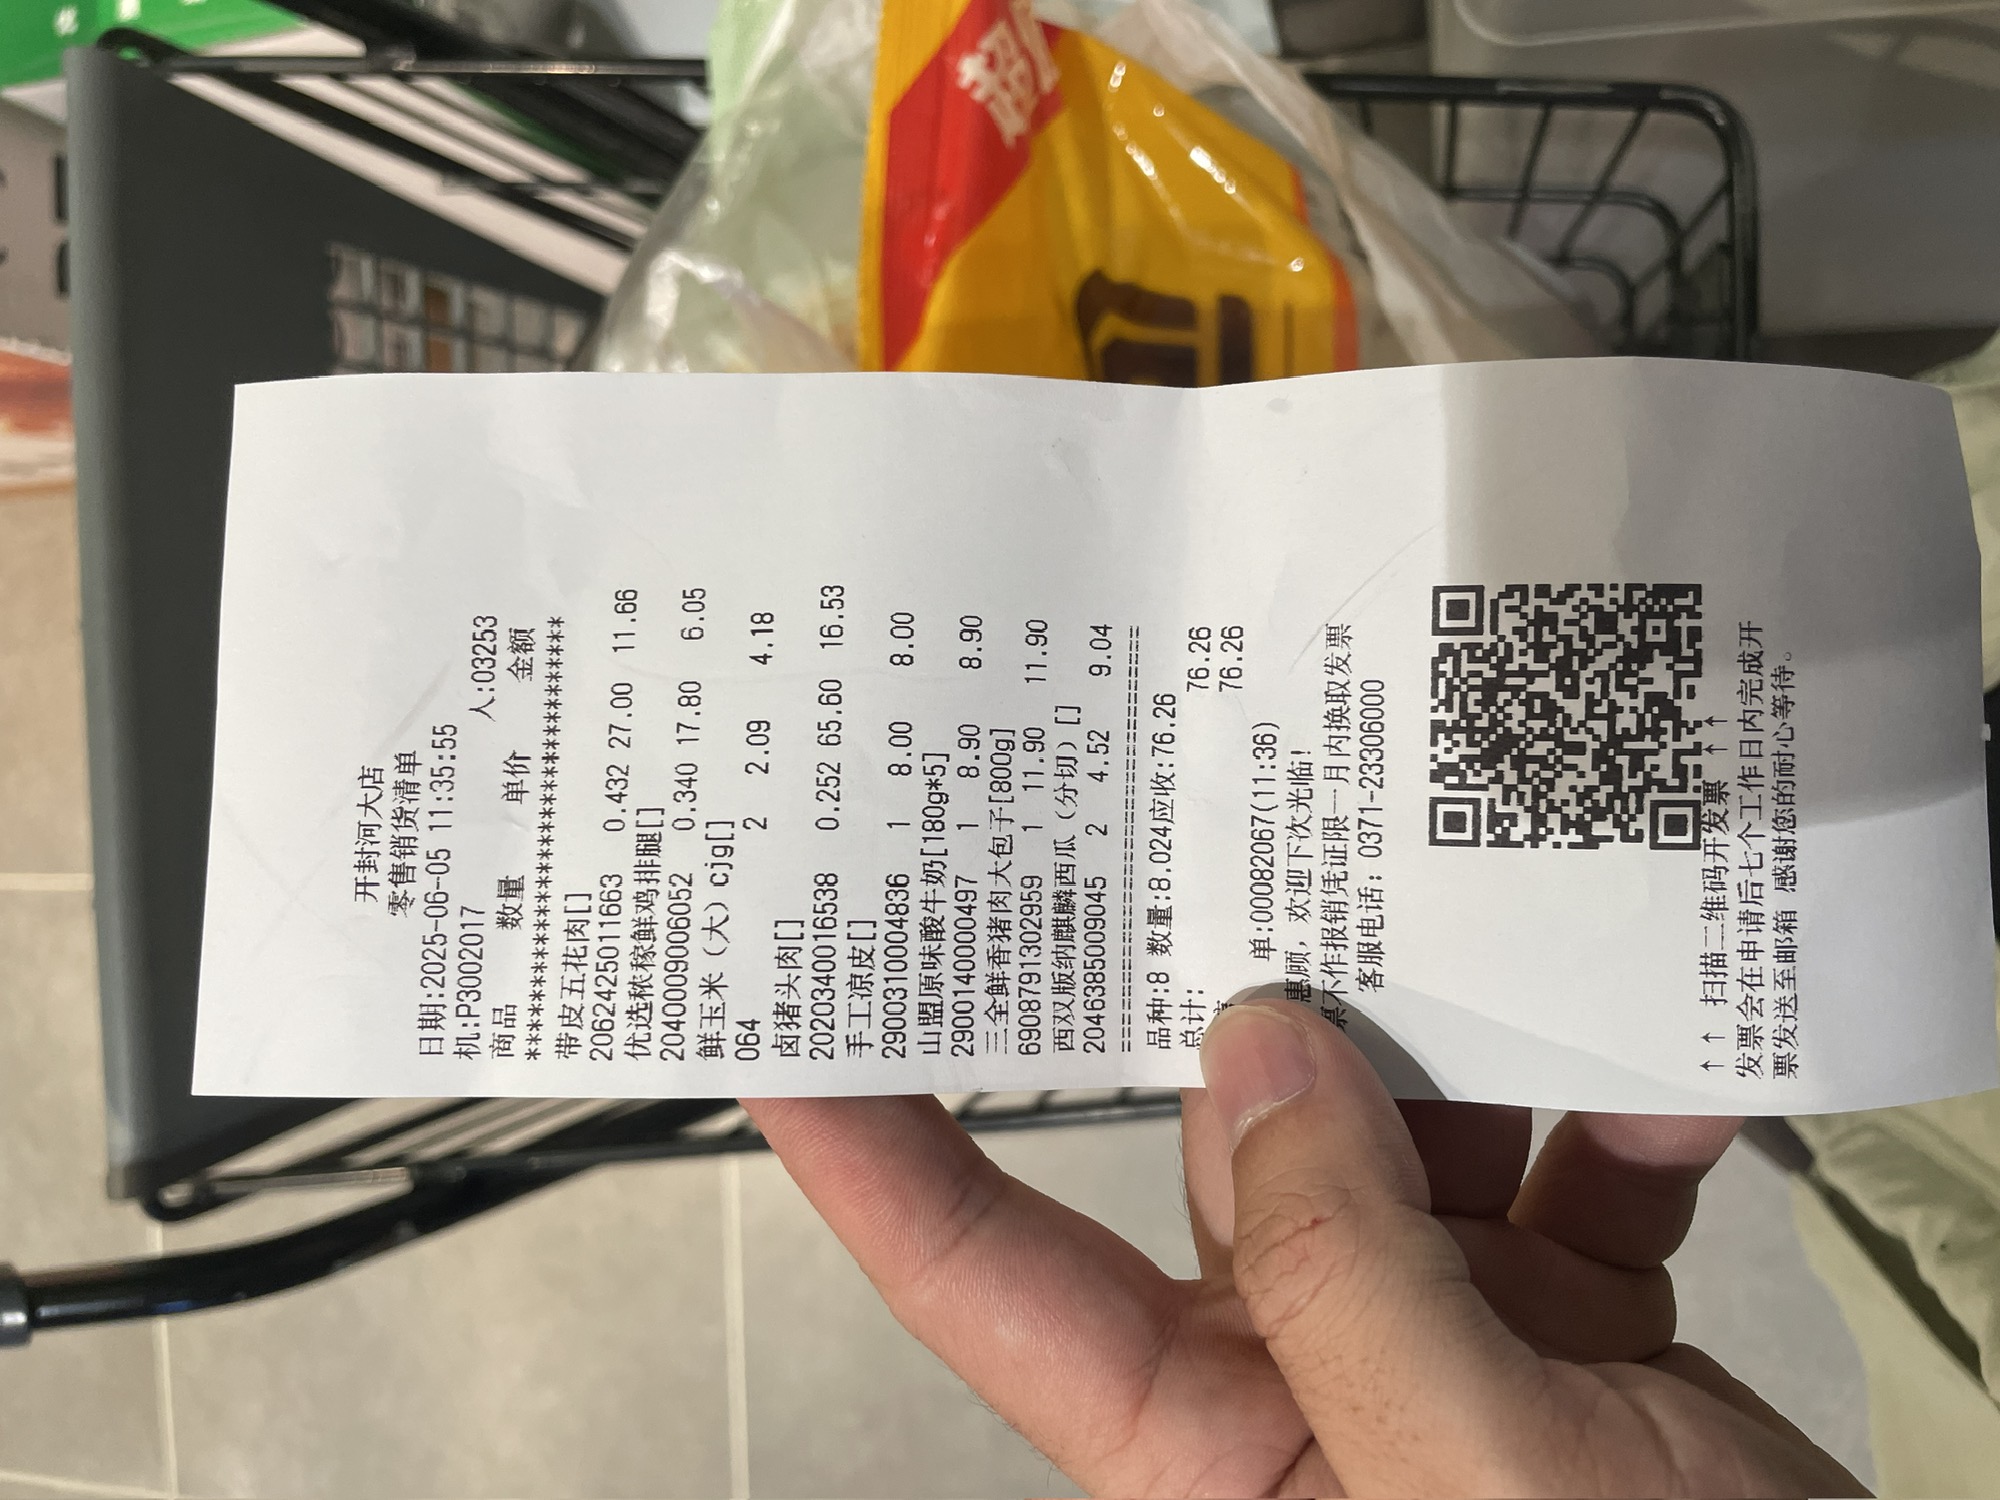 开封河大店
零售销货清单
日期:2025-06-05 11:35:55
机:P3002017 人:03253
商品 数量 单价 金额
****************************************
带皮五花肉[]
2062425011663 0.432 27.00 11.66
优选秾稼鲜鸡排腿[]
2040009006052 0.340 17.80 6.05
鲜玉米（大）cjg[]
064 2 2.09 4.18
卤猪头肉[]
2020340016538 0.252 65.60 16.53
手工凉皮[]
2900310004836 1 8.00 8.00
山盟原味酸牛奶[180g*5]
2900140000497 1 8.90 8.90
三全鲜香猪肉大包子[800g]
6908791302959 1 11.90 11.90
西双版纳麒麟西瓜（分切）[]
2046385009045 2 4.52 9.04
品种:8 数量:8.024应收:76.26
总计: 76.26
76.26
单:000822067(11:36)
惠顾，欢迎下次光临!
票不作报销凭证限一月内换取发票
客服电话：0371-23306000
↑ ↑ 扫描二维码开发票 ↑ ↑
发票会在申请后七个工作日内完成开
票发送至邮箱 感谢您的耐心等待。